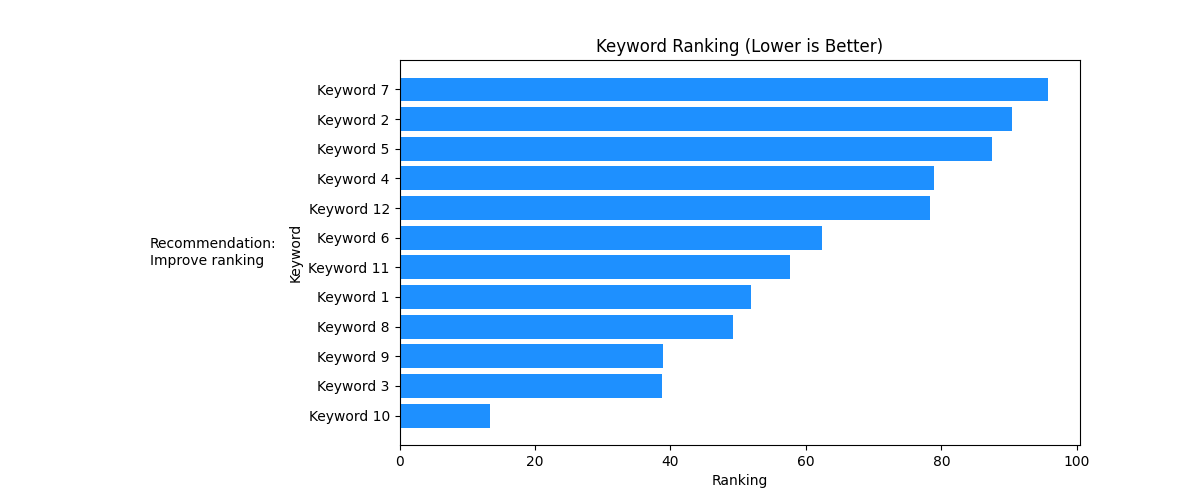 Keyword Ranking (Lower is Better)
Recommendation:
Improve ranking
Keyword
Keyword 7
Keyword 2
Keyword 5
Keyword 4
Keyword 12
Keyword 6
Keyword 11
Keyword 1
Keyword 8
Keyword 9
Keyword 3
Keyword 10
0 20 40 60 80 100
Ranking